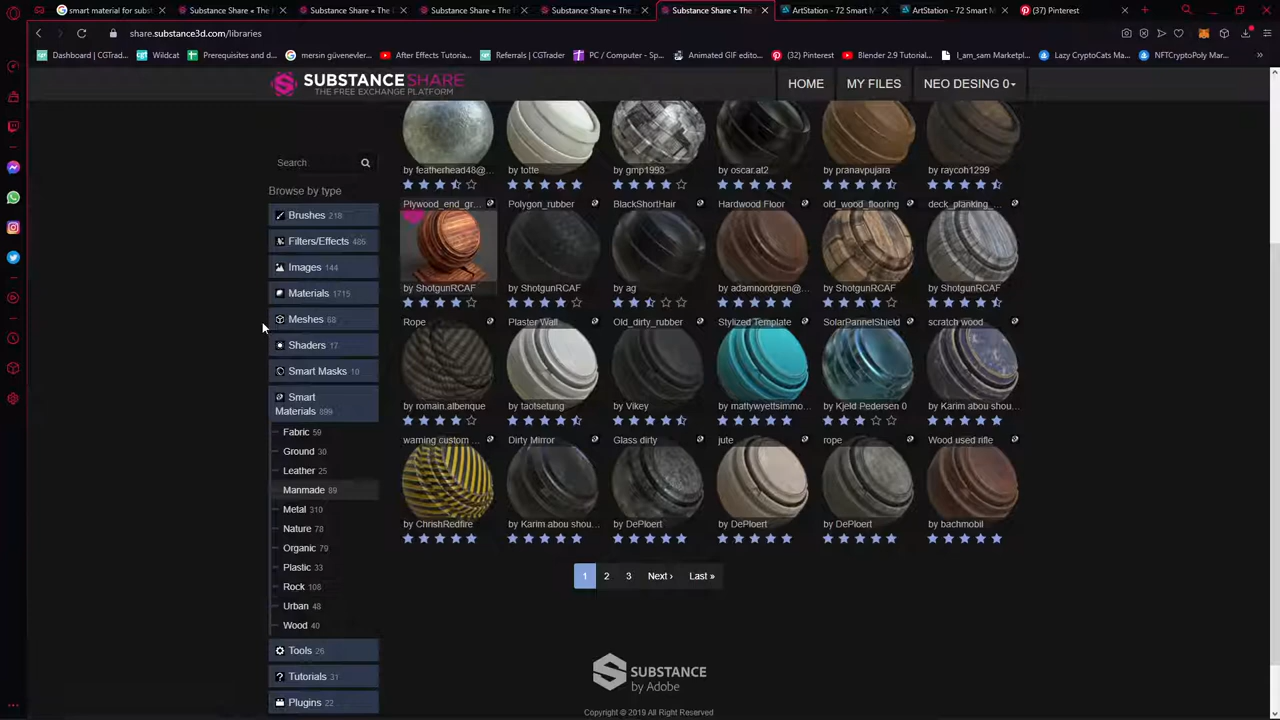 smart material for subst
Substance Share « The
Substance Share « The F
Substance Share « The F
Substance Share « The
Substance Share « The
ArtStation - 72 Smart M
ArtStation - 72 Smart M
(37) Pinterest
share.substance3d.com/libraries
Dashboard | CGTrader
Wildcat
Prerequisites and d...
mersin güvenevler...
After Effects Tutoria...
Referrals | CGTrader
PC / Computer - Sp...
Animated GIF editor...
(32) Pinterest
Blender 2.9 Tutorial...
I_am_sam Marketpl...
Lazy CryptoCats Ma...
NFTCryptoPoly Mar...
SUBSTANCE SHARE
THE FREE EXCHANGE PLATFORM
HOME
MY FILES
NEO DESING 0
Search
Browse by type
Brushes 218
Filters/Effects 486
Images 144
Materials 1715
Meshes 68
Shaders 17
Smart Masks 10
Smart
Materials 899
Fabric 59
Ground 30
Leather 25
Manmade 89
Metal 310
Nature 78
Organic 79
Plastic 33
Rock 108
Urban 48
Wood 40
Tools 26
Tutorials 31
Plugins 22
by featherhead48@...
by totte
by gmp1993
by oscar.at2
by pranavpujara
by raycoh1299
Plywood_end_gr...
Polygon_rubber
BlackShortHair
Hardwood Floor
old_wood_flooring
deck_planking_...
by ShotgunRCAF
by ShotgunRCAF
by ag
by adamnordgren@...
by ShotgunRCAF
by ShotgunRCAF
Rope
Plaster Wall
Old_dirty_rubber
Stylized Template
SolarPannelShield
scratch wood
by romain.albenque
by taotsetung
by Vikey
by mattywyettsimmo...
by Kjeld Pedersen 0
by Karim abou shou...
warning custom ...
Dirty Mirror
Glass dirty
jute
rope
Wood used rifle
by ChrishRedfire
by Karim abou shou...
by DePloert
by DePloert
by DePloert
by bachmobil
1
2
3
Next ›
Last »
SUBSTANCE
by Adobe
Copyright © 2019 All Right Reserved